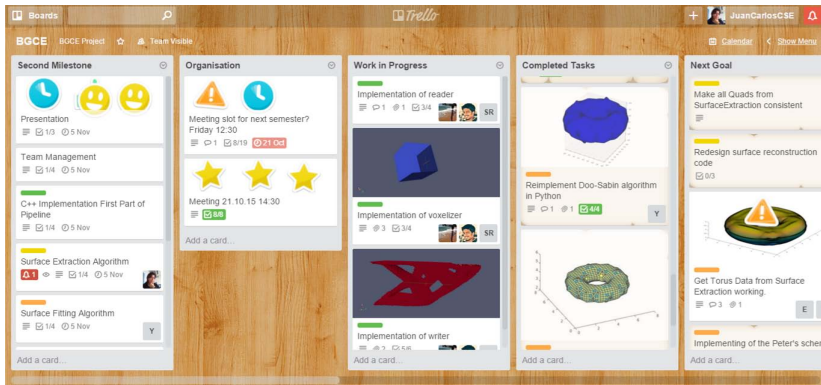 Boards
Trello
JuanCarlosCSE
BGCE
BGCE Project
Team Visible
Calendar
Show Menu
Second Milestone
Presentation
1/3
5 Nov
Team Management
1/4
5 Nov
C++ Implementation First Part of
Pipeline
1/4
5 Nov
Surface Extraction Algorithm
1
1/4
5 Nov
Surface Fitting Algorithm
1/4
5 Nov
Y
Add a card...
Organisation
Meeting slot for next semester?
Friday 12:30
1
8/19
21 Oct
Meeting 21.10.15 14:30
8/8
Add a card...
Work in Progress
Implementation of reader
1
1
3/4
SR
Implementation of voxelizer
3
3/4
SR
Implementation of writer
2
5/6
Add a card...
Completed Tasks
Reimplement Doo-Sabin algorithm
in Python
1
1
4/4
Y
Add a card...
Next Goal
Make all Quads from
SurfaceExtraction consistent
Redesign surface reconstruction
code
0/3
Get Torus Data from Surface
Extraction working.
3
1
E
Implementing of the Peter's scher
Add a card...